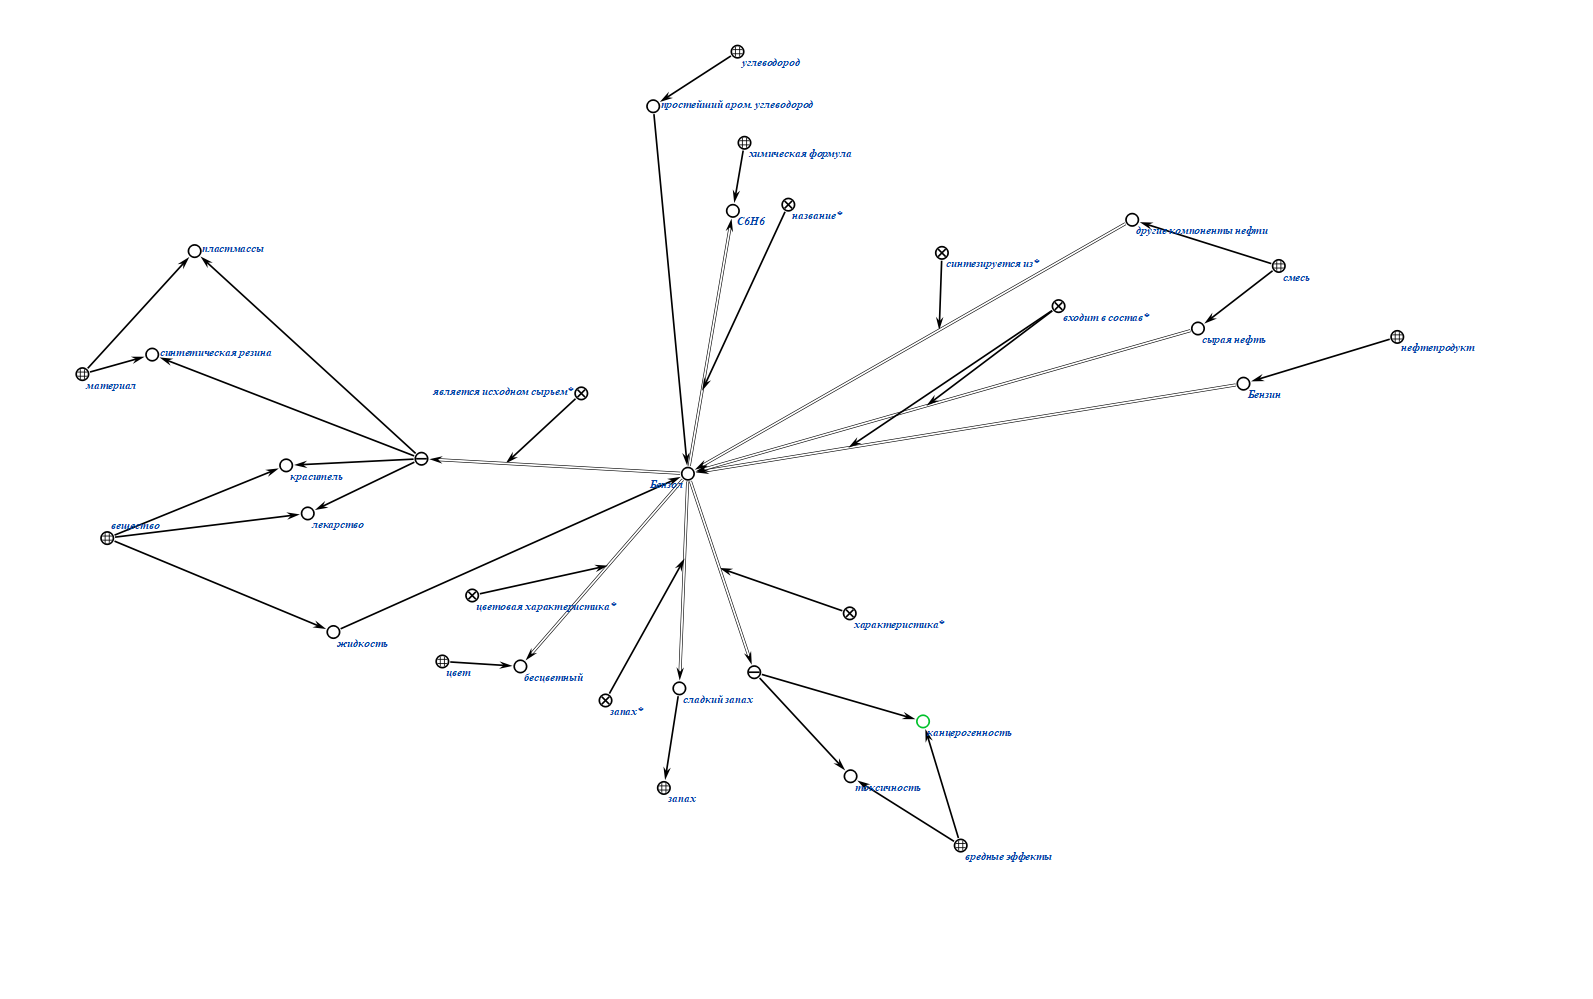 углеводород
простейший аром. углеводород
химическая формула
C6H6
название*
другие компоненты нефти
пластмассы
синтезируется из*
смесь
входит в состав*
сырая нефть
нефтепродукт
синтетическая резина
материал
является исходном сырьем*
Бензин
краситель
Бензол
вещество
лекарство
цветовая характеристика*
характеристика*
жидкость
цвет
бесцветный
запах*
сладкий запах
канцерогенность
токсичность
запах
вредные эффекты